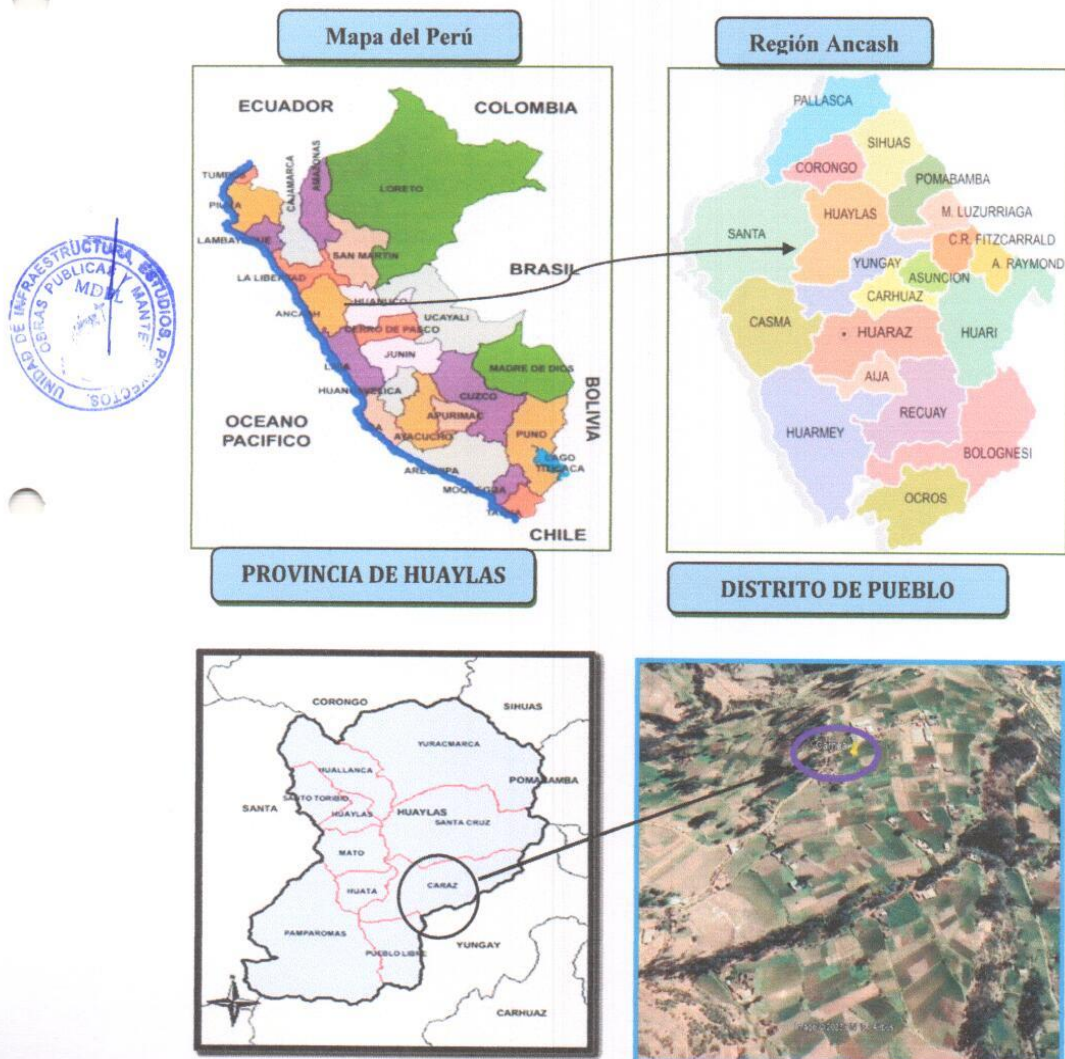 Mapa del Perú
Región Ancash
ECUADOR
COLOMBIA
TUMBES
PIURA
CAJAMARCA
AMAZONAS
LORETO
LAMBAYEQUE
SAN MARTIN
LA LIBERTAD
BRASIL
ANCASH
HUANUCO
UCAYALI
CERRO DE PASCO
LIMA
JUNIN
MADRE DE DIOS
HUANCAVELICA
CUZCO
BOLIVIA
OCEANO
PACIFICO
APURIMAC
AYACUCHO
PUNO
LAGO
TITICACA
AREQUIPA
MOQUEGUA
TACNA
CHILE
PALLASCA
SIHUAS
CORONGO
POMABAMBA
HUAYLAS
M. LUZURRIAGA
SANTA
C.R. FITZCARRALD
YUNGAY
A. RAYMOND
ASUNCION
CARHUAZ
CASMA
HUARAZ
HUARI
AIJA
RECUAY
HUARMEY
BOLOGNESI
OCROS
UNIDAD DE INFRAESTRUCTURA, ESTUDIOS,
OBRAS PUBLICAS Y
PROVINCIA DE HUAYLAS
DISTRITO DE PUEBLO
CORONGO
SIHUAS
YURACMARCA
HUALLANCA
POMABAMBA
SANTO TORIBIO
SANTA
HUAYLAS
HUAYLAS
SANTA CRUZ
MATO
HUATA
CARAZ
PAMPAROMAS
PUEBLO LIBRE
YUNGAY
CARHUAZ